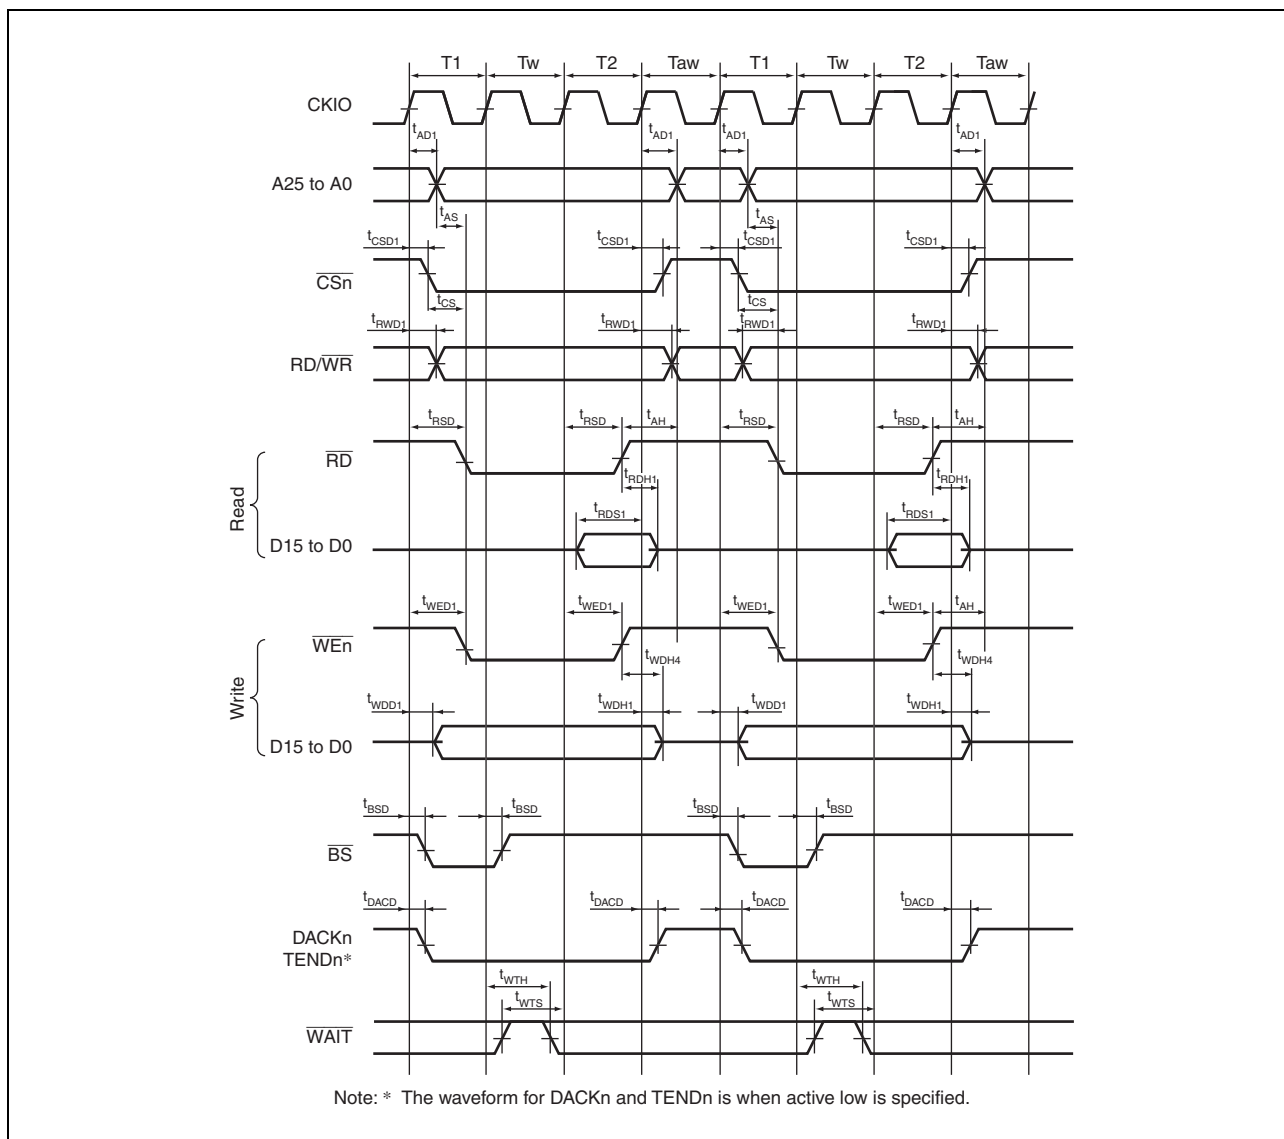 T1 Tw T2 Taw T1 Tw T2 Taw
CKIO
tAD1 tAD1 tAD1 tAD1
A25 to A0
tAS tAS
tCSD1 tCSD1 tCSD1 tCSD1
CSn
tCS tCS
tRWD1 tRWD1 tRWD1 tRWD1
RD/WR
tRSD tRSD tAH tRSD tRSD tAH
RD
tRDH1 tRDH1
Read
tRDS1 tRDS1
D15 to D0
tWED1 tWED1 tWED1 tWED1 tAH
WEn
tWDH4 tWDH4
Write
tWDD1 tWDH1 tWDD1 tWDH1
D15 to D0
tBSD tBSD tBSD tBSD
BS
tDACD tDACD tDACD tDACD
DACKn
TENDn*
tWTH tWTH
tWTS tWTS
WAIT
Note: * The waveform for DACKn and TENDn is when active low is specified.